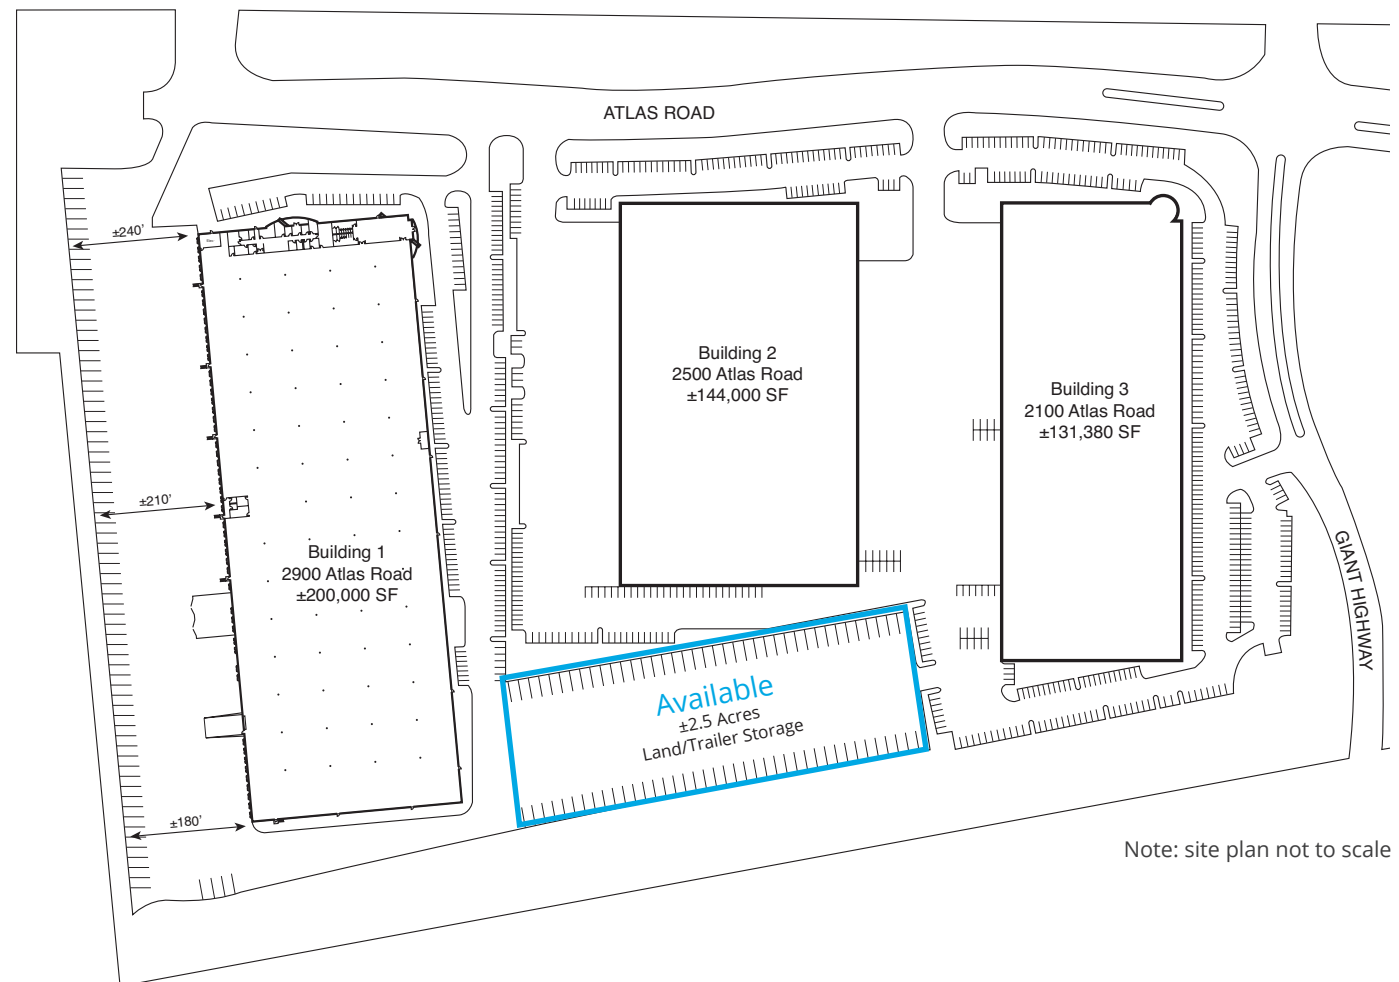 ATLAS ROAD
±240'
±210'
±180'
Building 1
2900 Atlas Road
±200,000 SF
Building 2
2500 Atlas Road
±144,000 SF
Building 3
2100 Atlas Road
±131,380 SF
GIANT HIGHWAY
Available
±2.5 Acres
Land/Trailer Storage
Note: site plan not to scale